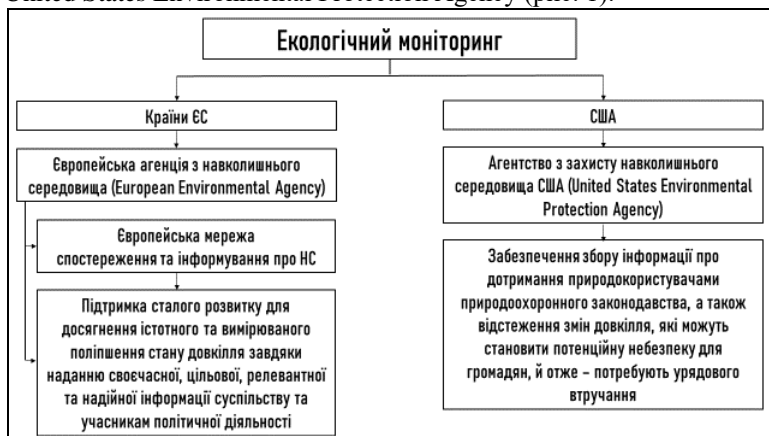 United States Environmental Protection Agency (рис. 1).
Екологічний моніторинг
Країни ЄС
Європейська агенція з навколишнього
середовища (European Environmental Agency)
Європейська мережа
спостереження та інформування про НС
Підтримка сталого розвитку для
досягнення істотного та вимірюваного
поліпшення стану довкілля завдяки
наданню своєчасної, цільової, релевантної
та надійної інформації суспільству та
учасникам політичної діяльності
США
Агентство з захисту навколишнього
середовища США (United States Environmental
Protection Agency)
Забезпечення збору інформації про
дотримання природокористувачами
природоохоронного законодавства, а також
відстеження змін довкілля, які можуть
становити потенційну небезпеку для
громадян, й отже – потребують урядового
втручання